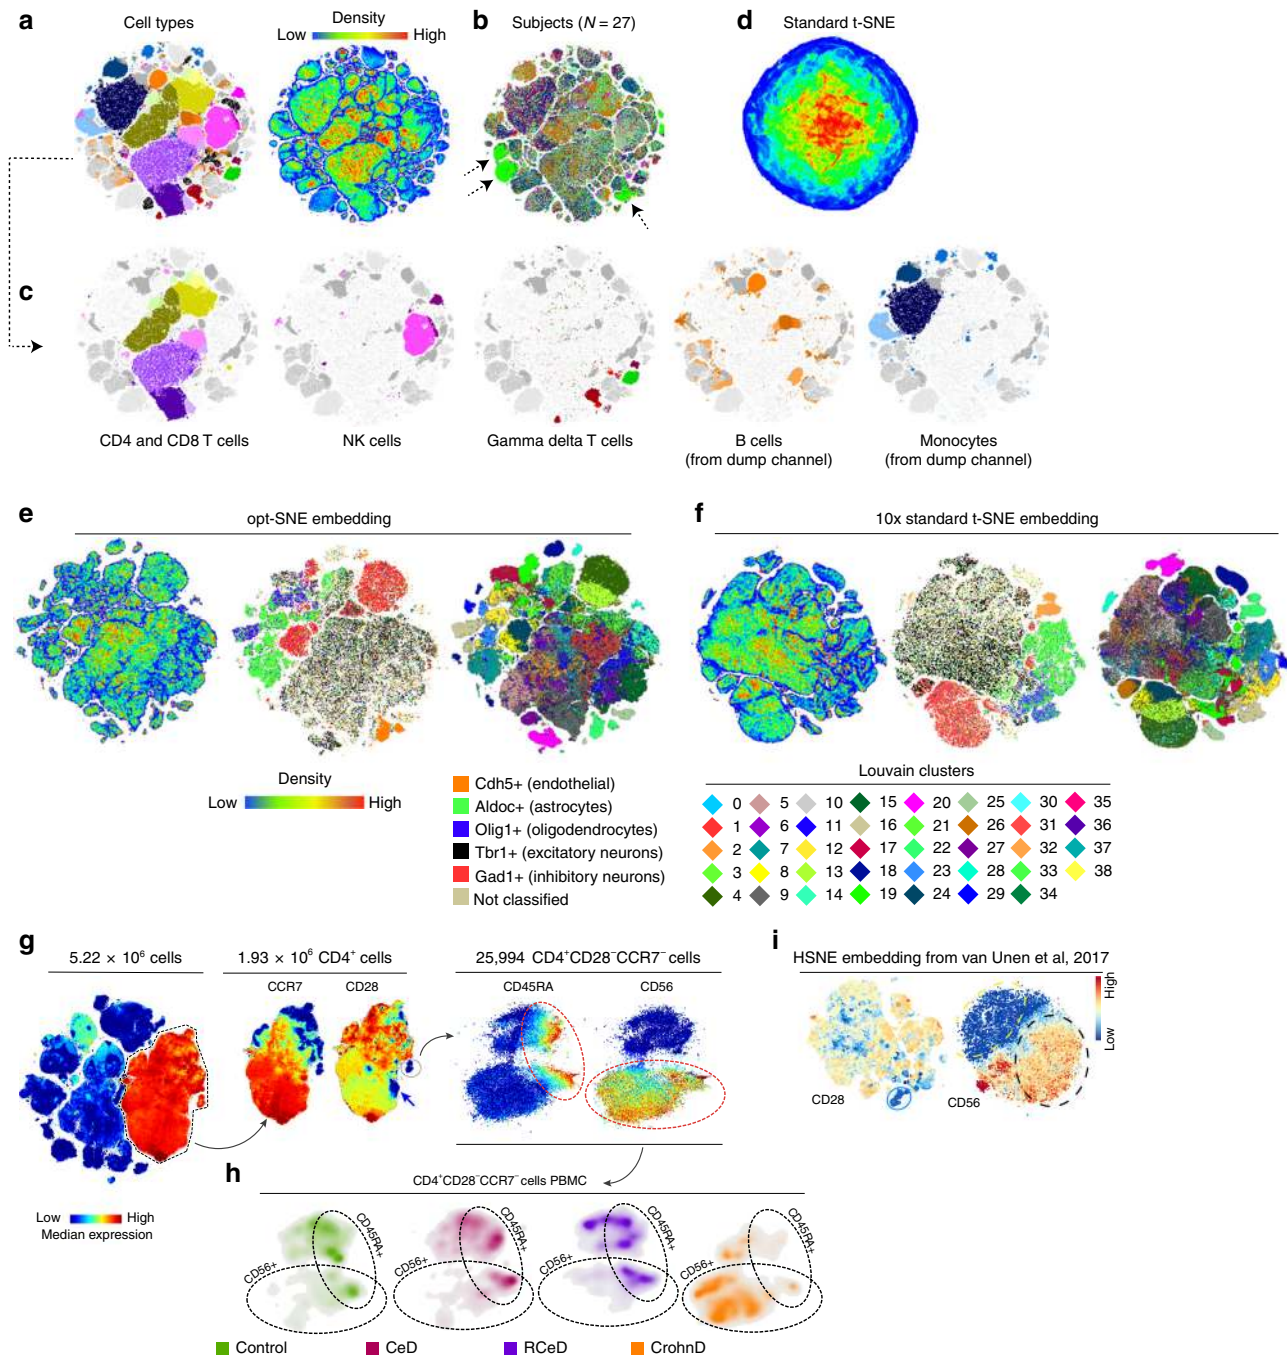 a
Cell types
Density
Low
High
b
Subjects (N = 27)
d
Standard t-SNE
c
CD4 and CD8 T cells
NK cells
Gamma delta T cells
B cells
(from dump channel)
Monocytes
(from dump channel)
e
opt-SNE embedding
f
10x standard t-SNE embedding
Density
Low
High
Cdh5+ (endothelial)
Aldoc+ (astrocytes)
Olig1+ (oligodendrocytes)
Tbr1+ (excitatory neurons)
Gad1+ (inhibitory neurons)
Not classified
Louvain clusters
0 5 10 15 20 25 30 35
1 6 11 16 21 26 31 36
2 7 12 17 22 27 32 37
3 8 13 18 23 28 33 38
4 9 14 19 24 29 34
g
5.22 × 10⁶ cells
1.93 × 10⁶ CD4⁺ cells
CCR7
CD28
25,994 CD4⁺CD28⁻CCR7⁻ cells
CD45RA
CD56
Low
High
Median expression
i
HSNE embedding from van Unen et al, 2017
High
Low
CD28
CD56
h
CD4⁺CD28⁻CCR7⁻cells PBMC
CD45RA+
CD56+
CD45RA+
CD56+
CD45RA+
CD56+
CD45RA+
CD56+
Control
CeD
RCeD
CrohnD